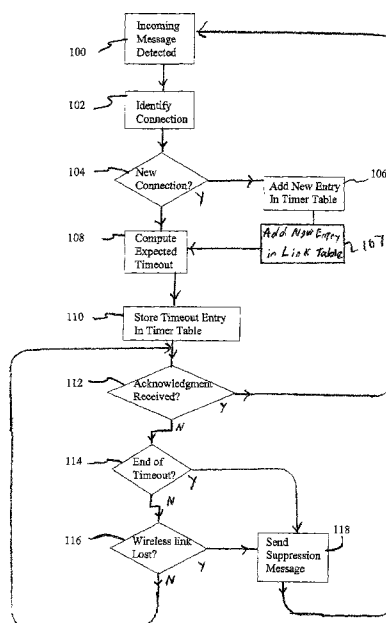 Incoming
Message
Detected
100
102
Identify
Connection
104
New
Connection?
Y
Add New Entry
In Timer Table
106
108
Compute
Expected
Timeout
Add New Entry
in Link Table
107
110
Store Timeout Entry
In Timer Table
112
Acknowledgment
Received?
Y
N
114
End of
Timeout?
Y
N
116
Wireless link
Lost?
Y
N
118
Send
Suppression
Message